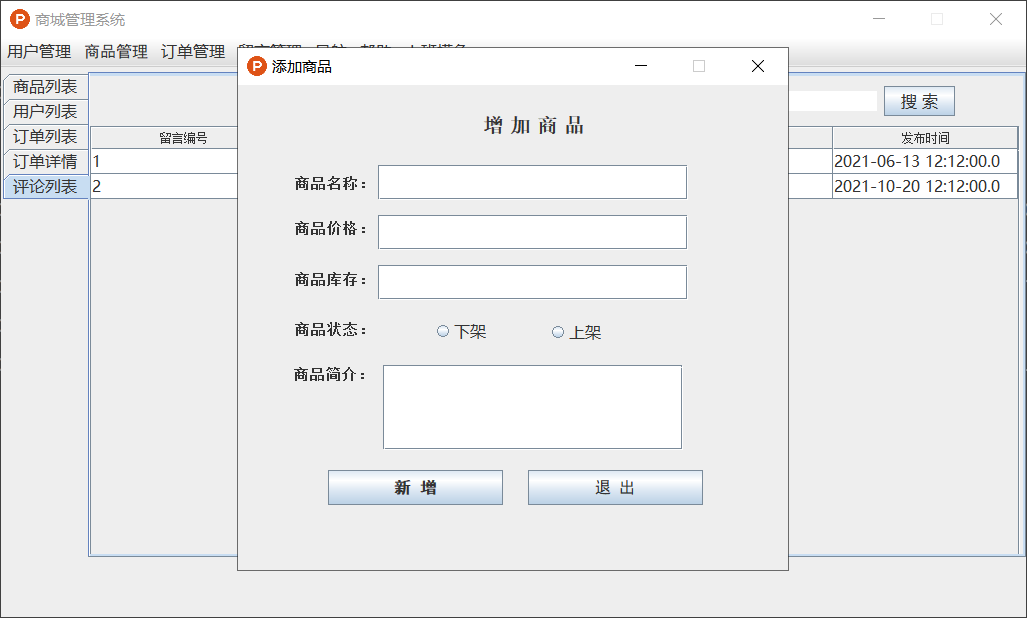 商城管理系统
用户管理 商品管理 订单管理
商品列表
用户列表
订单列表
订单详情
评论列表
搜 索
留言编号 发布时间
1 2021-06-13 12:12:00.0
2 2021-10-20 12:12:00.0
添加商品
增 加 商 品
商品名称：
商品价格：
商品库存：
商品状态： 下架 上架
商品简介：
新 增 退 出